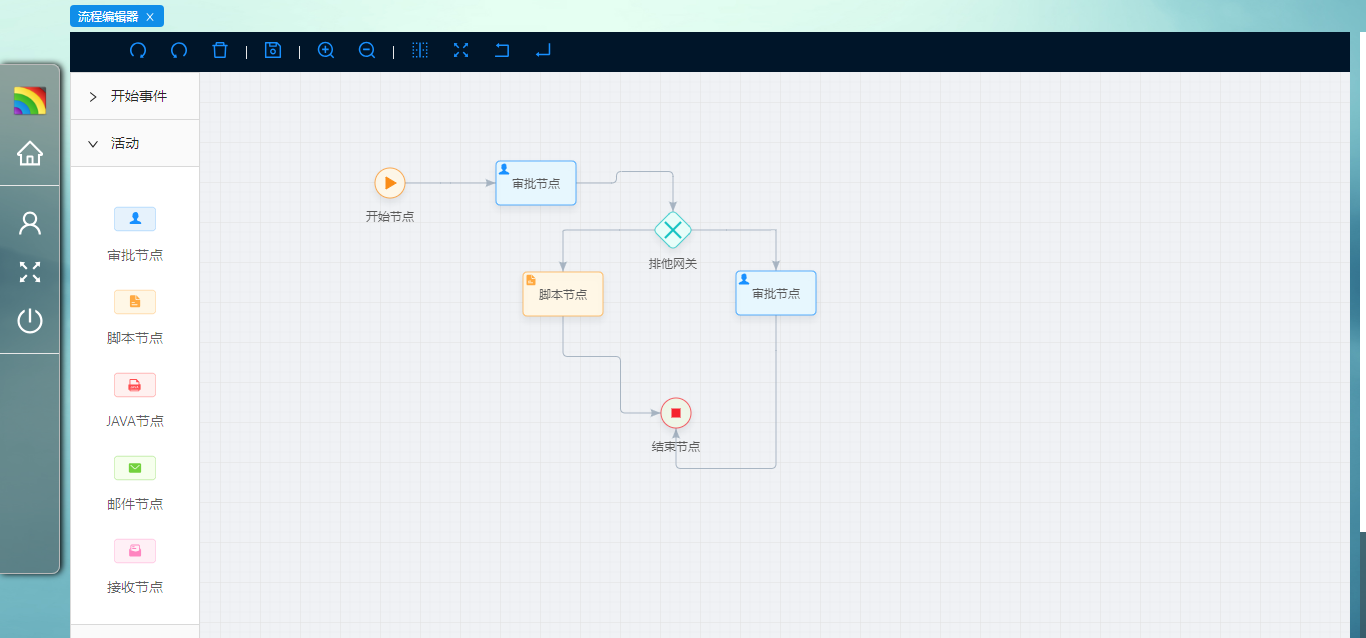 流程编辑器
开始事件
活动
审批节点
脚本节点
JAVA节点
邮件节点
接收节点
开始节点
审批节点
排他网关
脚本节点
审批节点
结束节点